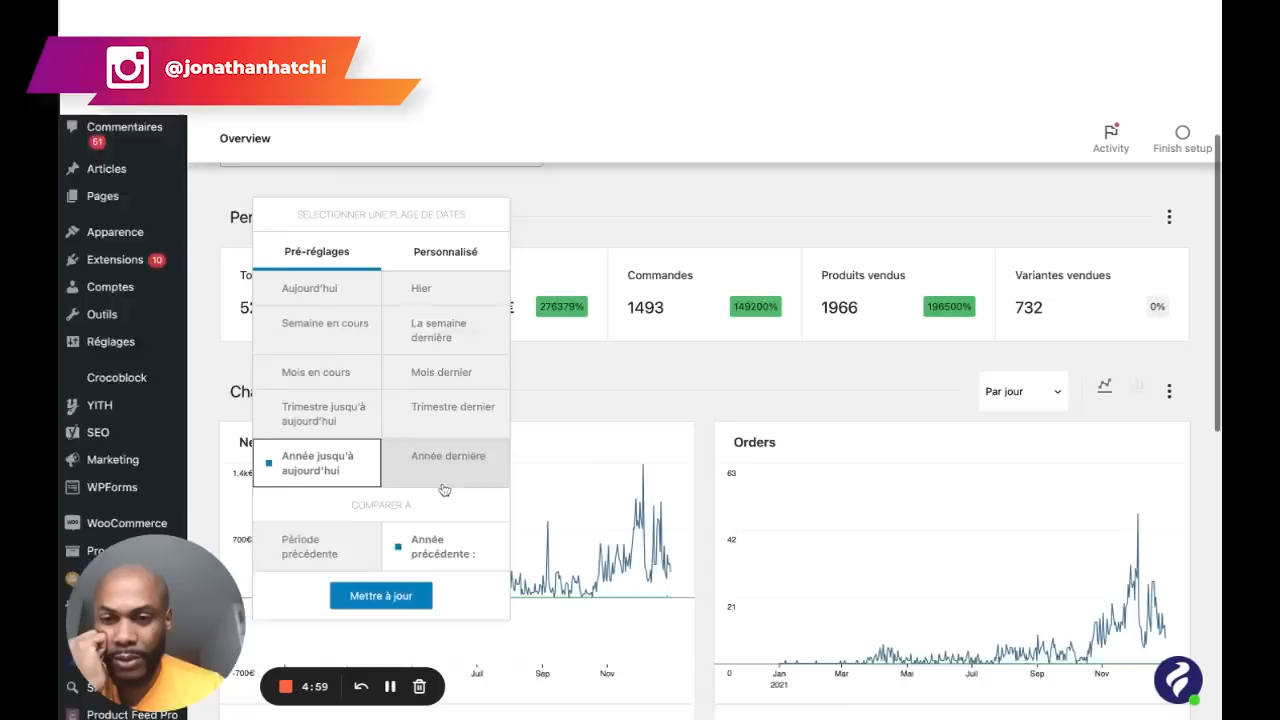 @jonathanhatchi
Commentaires
51
Articles
Pages
Apparence
Extensions 10
Comptes
Outils
Réglages
Crocoblock
YITH
SEO
Marketing
WPForms
WooCommerce
Product Feed Pro
Overview
Activity
Finish setup
SÉLECTIONNER UNE PLAGE DE DATES
Pré-réglages
Personnalisé
Aujourd'hui
Hier
Semaine en cours
La semaine
dernière
Mois en cours
Mois dernier
Trimestre jusqu'à
aujourd'hui
Trimestre dernier
Année jusqu'à
aujourd'hui
Année dernière
COMPARER À
Période
précédente
Année
précédente :
Mettre à jour
276379%
Commandes
1493
149200%
Produits vendus
1966
196500%
Variantes vendues
732
0%
Par jour
1,4k€
700€
-700€
Juil
Sep
Nov
Orders
63
42
21
0
Jan
2021
Mar
Mai
Juil
Sep
Nov
4:59